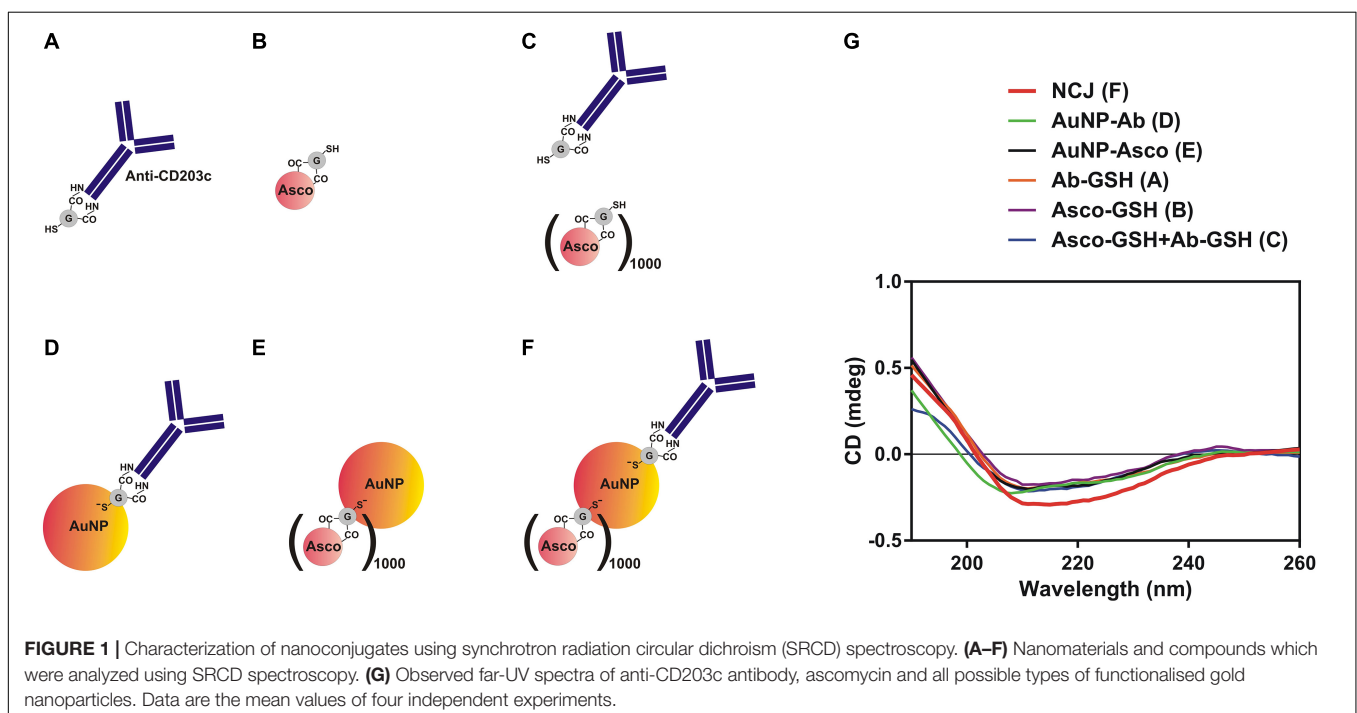 A
B
C
G
Anti-CD203c
HN
CO
HN
HS
G
CO
SH
OC
G
Asco
CO
HN
CO
HN
HS
G
CO
SH
OC
G
(Asco CO)1000
NCJ (F)
AuNP-Ab (D)
AuNP-Asco (E)
Ab-GSH (A)
Asco-GSH (B)
Asco-GSH+Ab-GSH (C)
1.0
0.5
0.0
-0.5
CD (mdeg)
200
220
240
260
Wavelength (nm)
D
E
F
HN
CO
HN
⁻S
G
CO
AuNP
AuNP
S⁻
OC
G
(Asco CO)1000
HN
CO
HN
⁻S
G
CO
AuNP
S⁻
OC
G
(Asco CO)1000
FIGURE 1 | Characterization of nanoconjugates using synchrotron radiation circular dichroism (SRCD) spectroscopy. (A–F) Nanomaterials and compounds which
were analyzed using SRCD spectroscopy. (G) Observed far-UV spectra of anti-CD203c antibody, ascomycin and all possible types of functionalised gold
nanoparticles. Data are the mean values of four independent experiments.